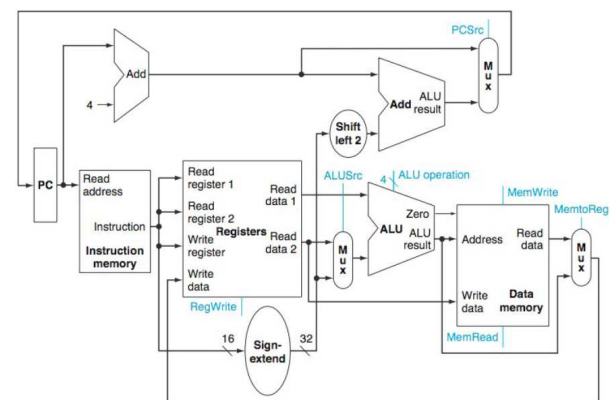 PCSrc
Add
4
M
u
x
Add
ALU
result
Shift
left 2
PC
Read
address
Instruction
Instruction
memory
Read
register 1
Read
register 2
Write
register
Write
data
Registers
Read
data 1
Read
data 2
RegWrite
ALUSrc
M
u
x
4
ALU operation
Zero
ALU
ALU
result
MemWrite
Address
Read
data
Write
data
Data
memory
MemRead
MemtoReg
M
u
x
16
Sign-
extend
32